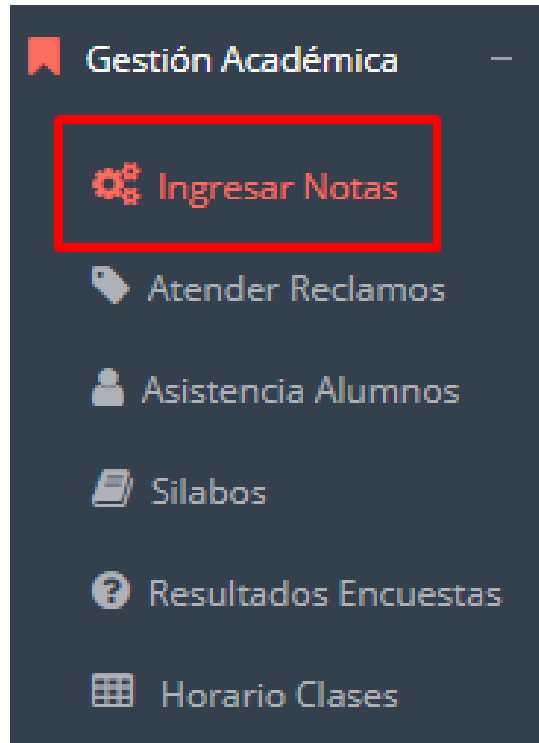 Gestión Académica
Ingresar Notas
Atender Reclamos
Asistencia Alumnos
Silabos
Resultados Encuestas
Horario Clases